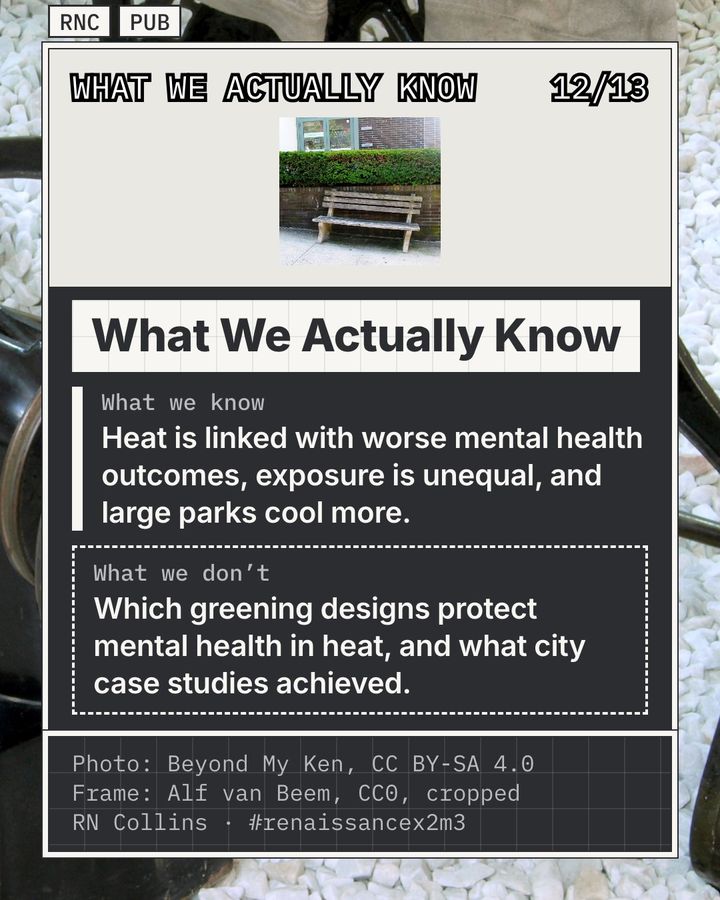 RNC PUB
WHAT WE ACTUALLY KNOW 12/13
What We Actually Know
What we know
Heat is linked with worse mental health
outcomes, exposure is unequal, and
large parks cool more.
What we don’t
Which greening designs protect
mental health in heat, and what city
case studies achieved.
Photo: Beyond My Ken, CC BY-SA 4.0
Frame: Alf van Beem, CC0, cropped
RN Collins · #renaissancex2m3